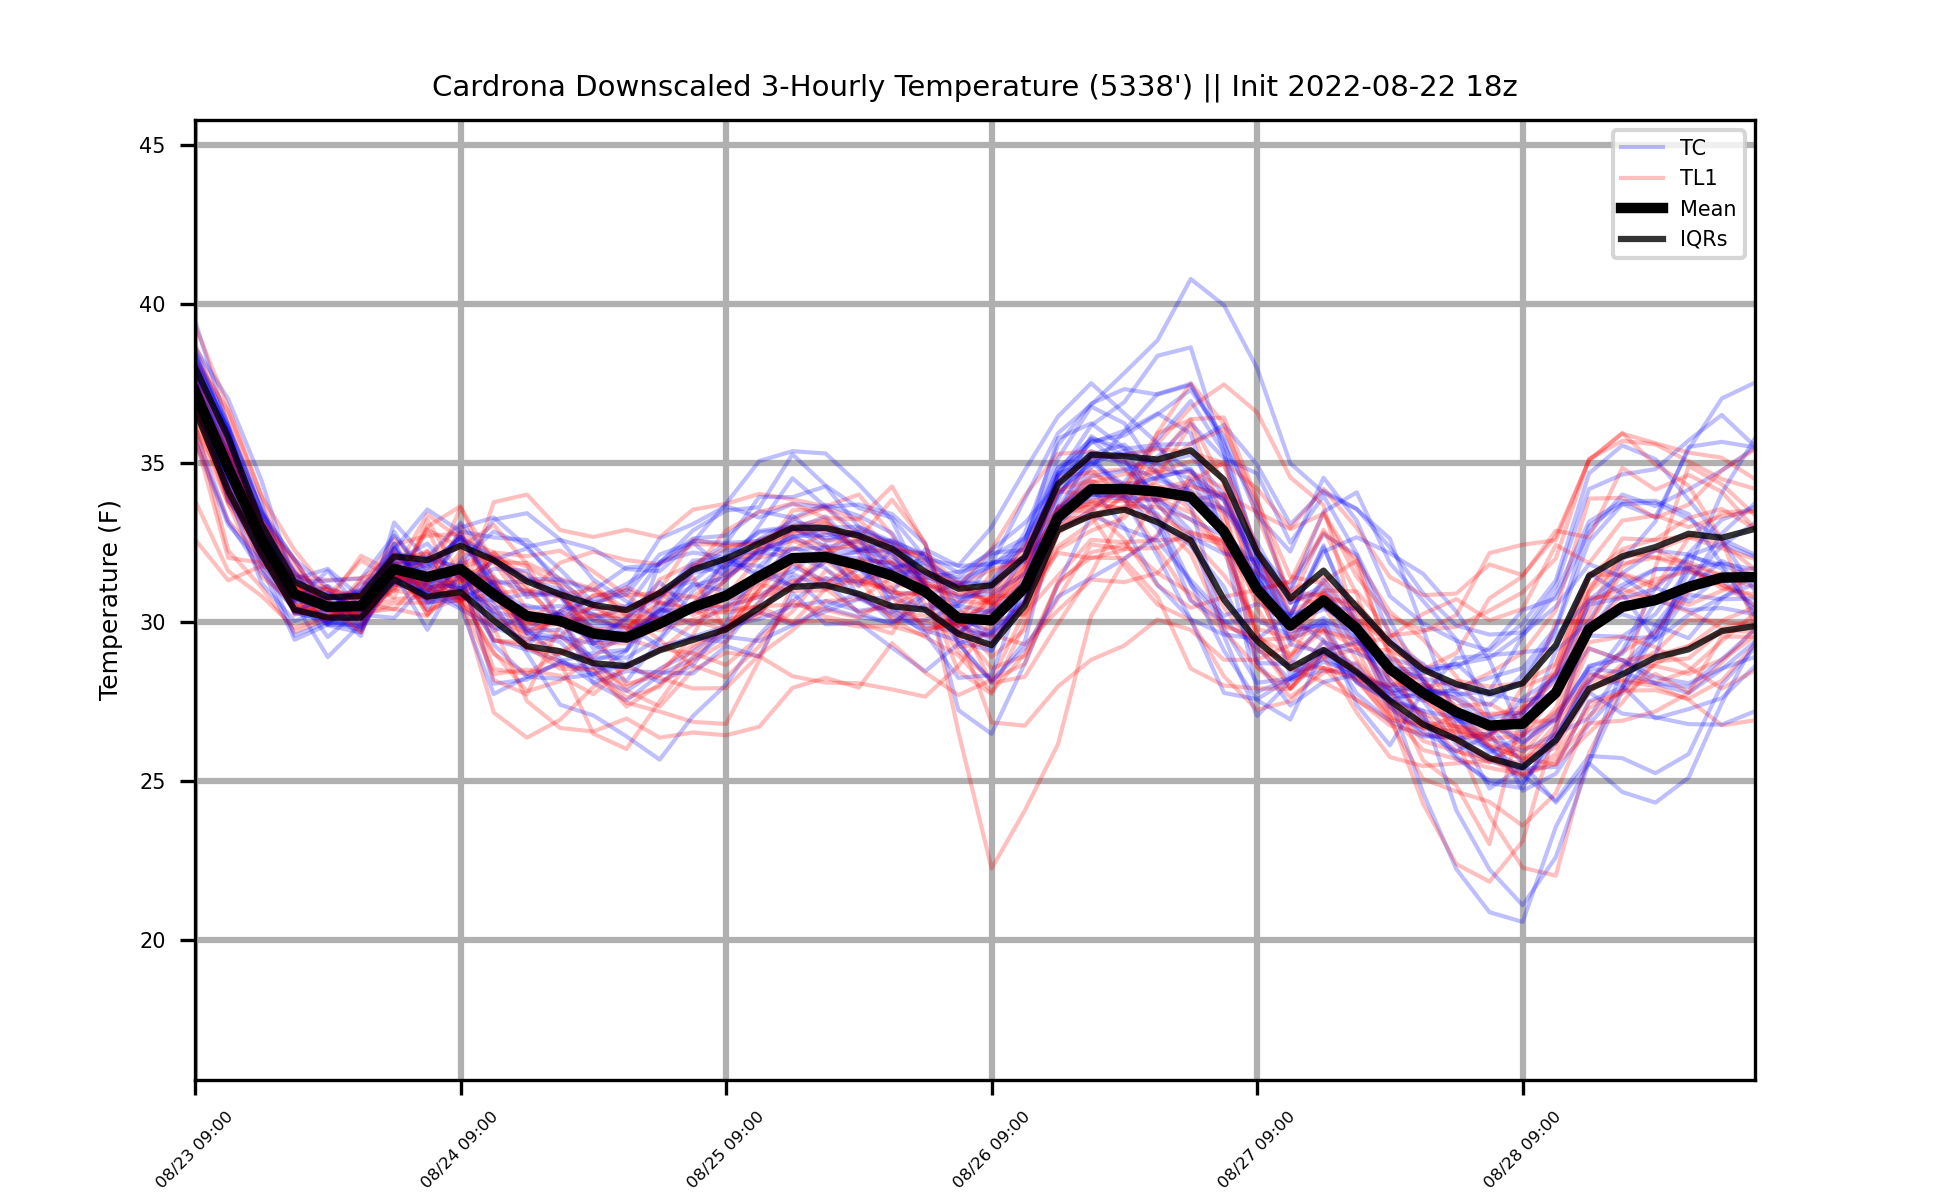 Cardrona Downscaled 3-Hourly Temperature (5338') || Init 2022-08-22 18z
TC
TL1
Mean
IQRs
Temperature (F)
45
40
35
30
25
20
08/23 09:00
08/24 09:00
08/25 09:00
08/26 09:00
08/27 09:00
08/28 09:00